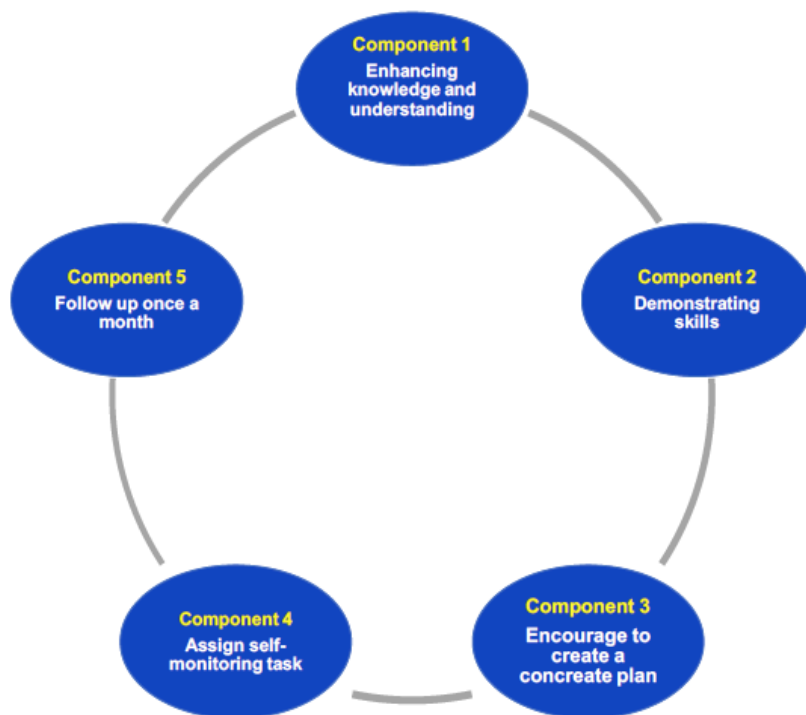 Component 1
Enhancing
knowledge and
understanding
Component 2
Demonstrating
skills
Component 3
Encourage to
create a
concreate plan
Component 4
Assign self-
monitoring task
Component 5
Follow up once a
month